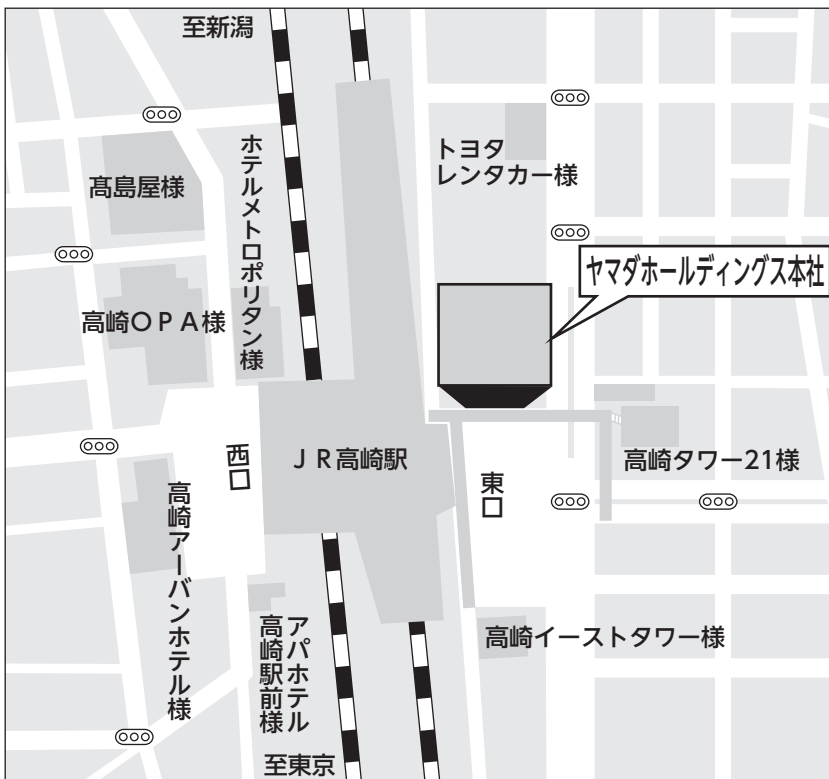 至新潟
髙島屋様
ホテルメトロポリタン様
トヨタ
レンタカー様
ヤマダホールディングス本社
高崎OPA様
西口
JR高崎駅
東口
高崎タワー21様
高崎アーバンホテル様
アパホテル
高崎駅前様
高崎イーストタワー様
至東京